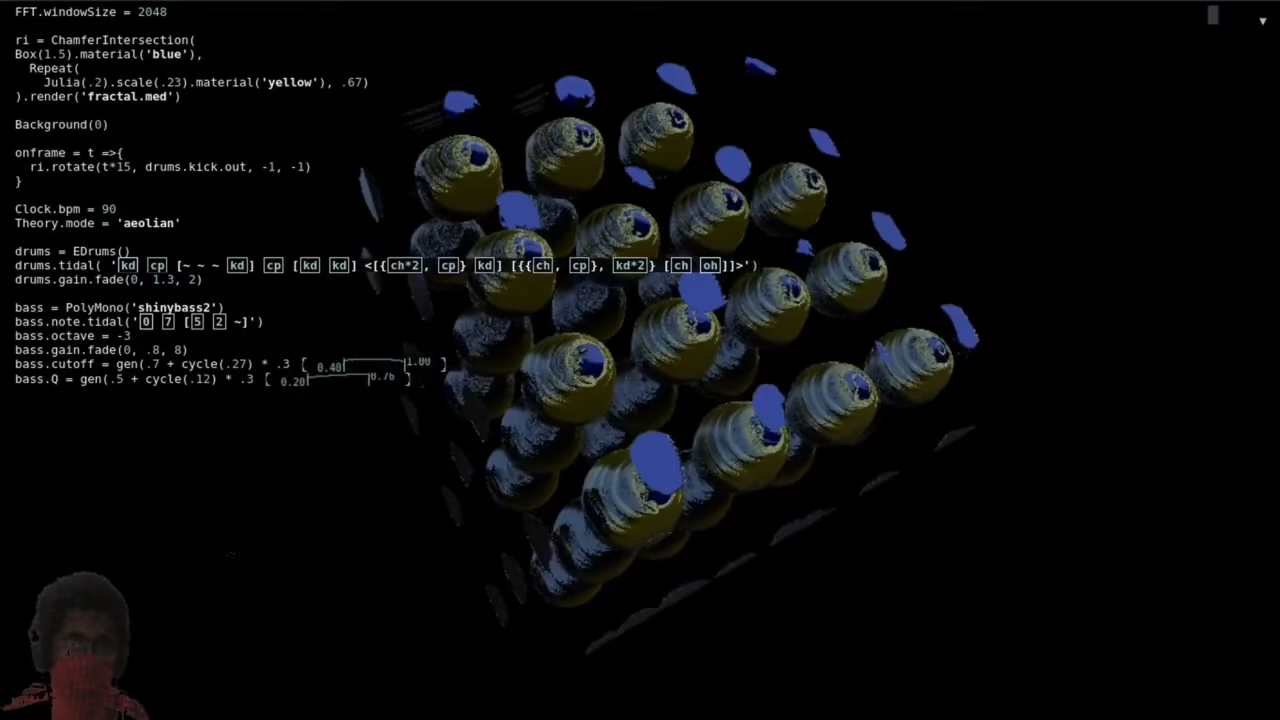 FFT.windowSize = 2048
ri = ChamferIntersection(
Box(1.5).material('blue'),
Repeat(
Julia(.2).scale(.23).material('yellow'), .67)
).render('fractal.med')
Background(0)
onframe = t =>{
ri.rotate(t*15, drums.kick.out, -1, -1)
}
Clock.bpm = 90
Theory.mode = 'aeolian'
drums = EDrums()
drums.tidal( 'kd cp [~ ~ ~ kd] cp [kd kd] <[{ch*2, cp} kd] [{{ch, cp}, kd*2} [ch oh]]>')
drums.gain.fade(0, 1.3, 2)
bass = PolyMono('shinybass2')
bass.note.tidal('0 7 [5 2 ~]')
bass.octave = -3
bass.gain.fade(0, .8, 8)
bass.cutoff = gen(.7 + cycle(.27) * .3 [ 0.40 1.00 ]
bass.Q = gen(.5 + cycle(.12) * .3 [ 0.20 0.76 ]